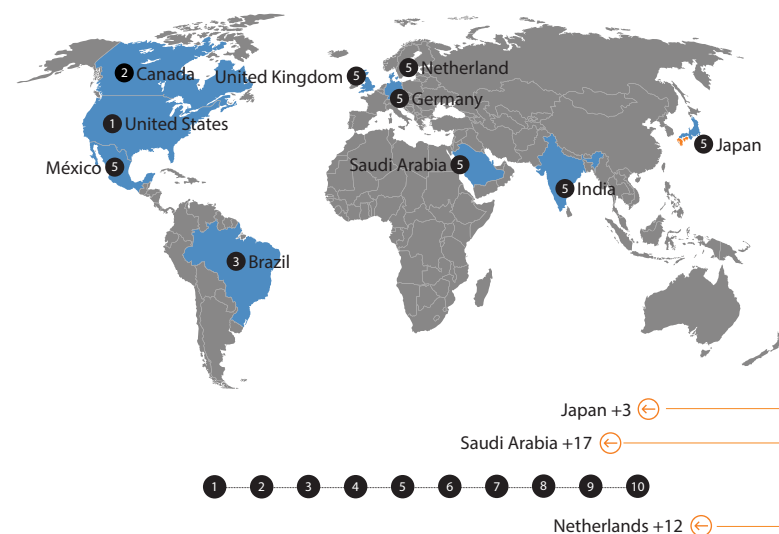 2 Canada
United Kingdom 5
5 Netherland
5 Germany
1 United States
5 Japan
México 5
Saudi Arabia 5
5 India
3 Brazil
Japan +3
Saudi Arabia +17
1 2 3 4 5 6 7 8 9 10
Netherlands +12